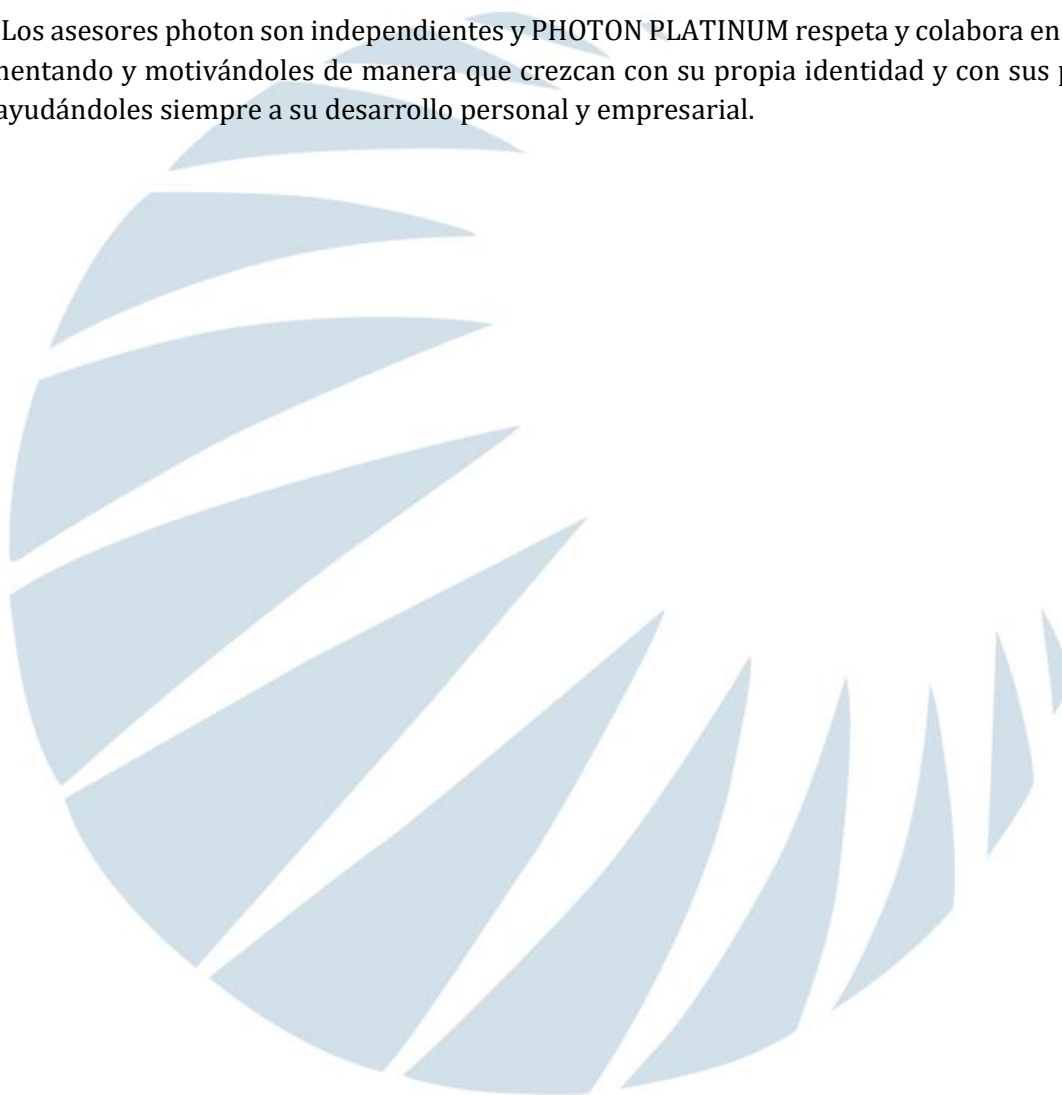 Los asesores photon son independientes y PHOTON PLATINUM respeta y colabora en
mentando y motivándoles de manera que crezcan con su propia identidad y con sus p
ayudándoles siempre a su desarrollo personal y empresarial.